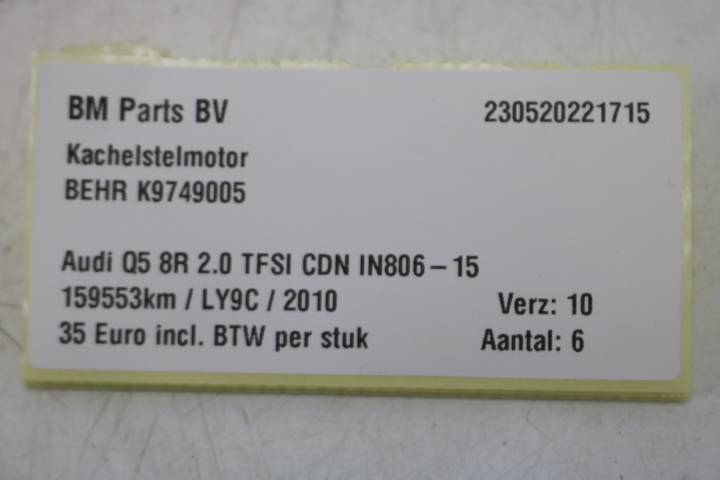 BM Parts BV 230520221715
Kachelstelmotor
BEHR K9749005
Audi Q5 8R 2.0 TFSI CDN IN806-15
159553km / LY9C / 2010 Verz: 10
35 Euro incl. BTW per stuk Aantal: 6